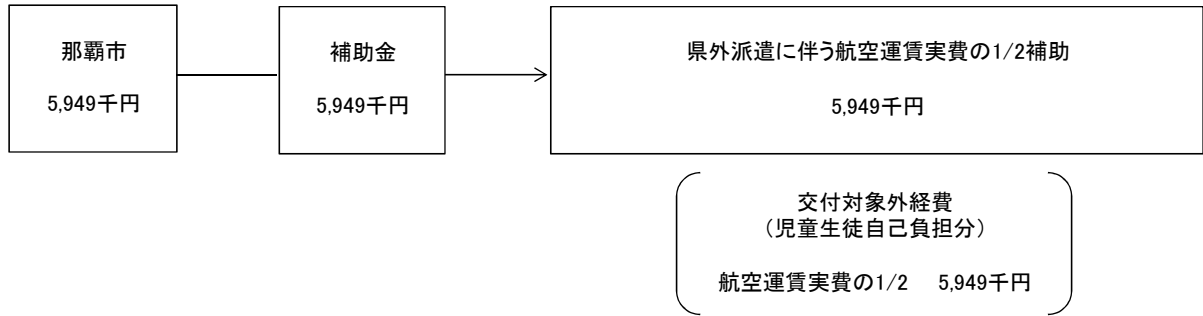 那覇市
5,949千円
補助金
5,949千円
県外派遣に伴う航空運賃実費の1/2補助
5,949千円
交付対象外経費
（児童生徒自己負担分）
航空運賃実費の1/2　5,949千円